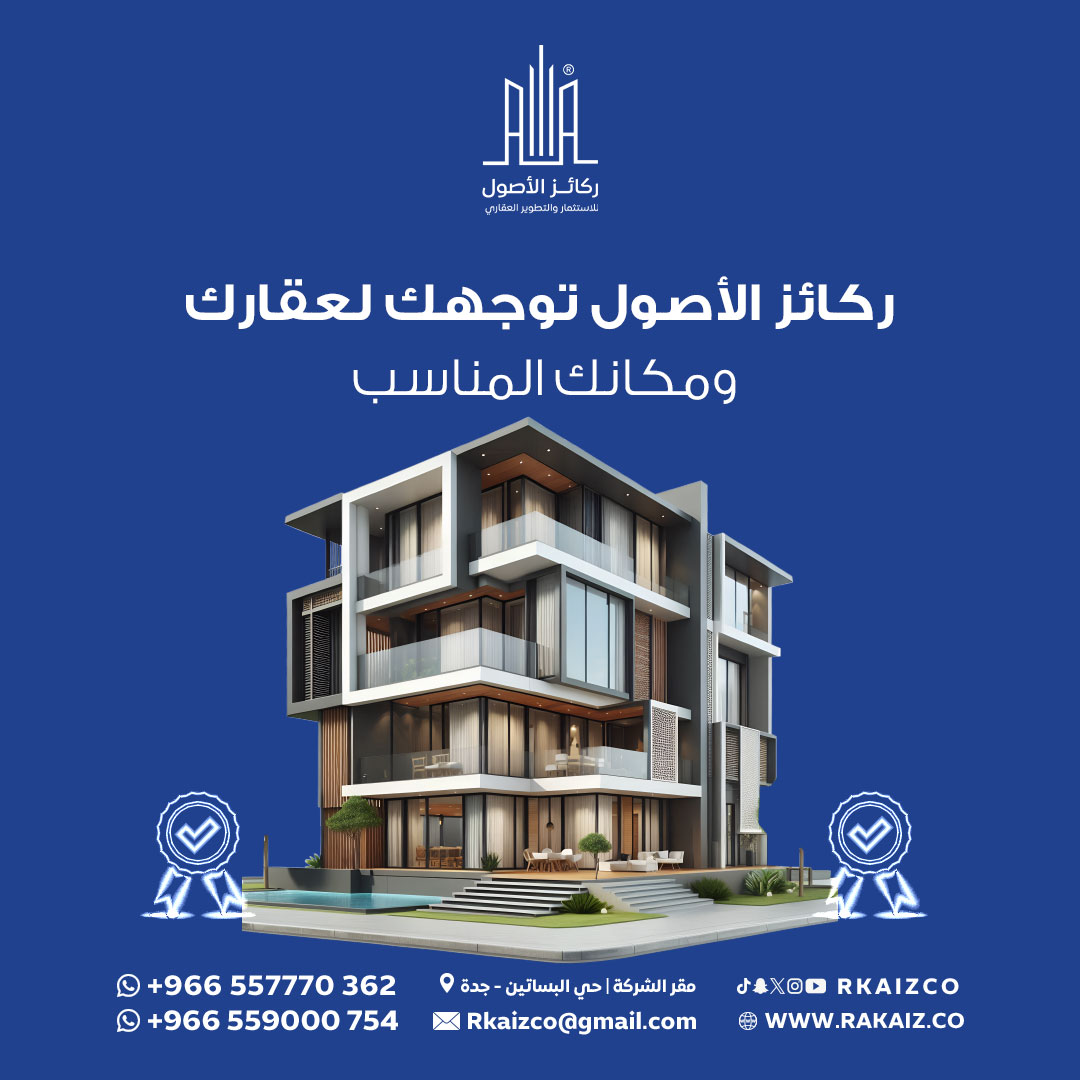 ®
ركائز الأصول
للاستثمار والتطوير العقاري
ركائز الأصول توجهك لعقارك
ومكانك المناسب
+966 557770 362
مقر الشركة | حي البساتين - جدة
RKAIZCO
+966 559000 754
Rkaizco@gmail.com
WWW.RAKAIZ.CO